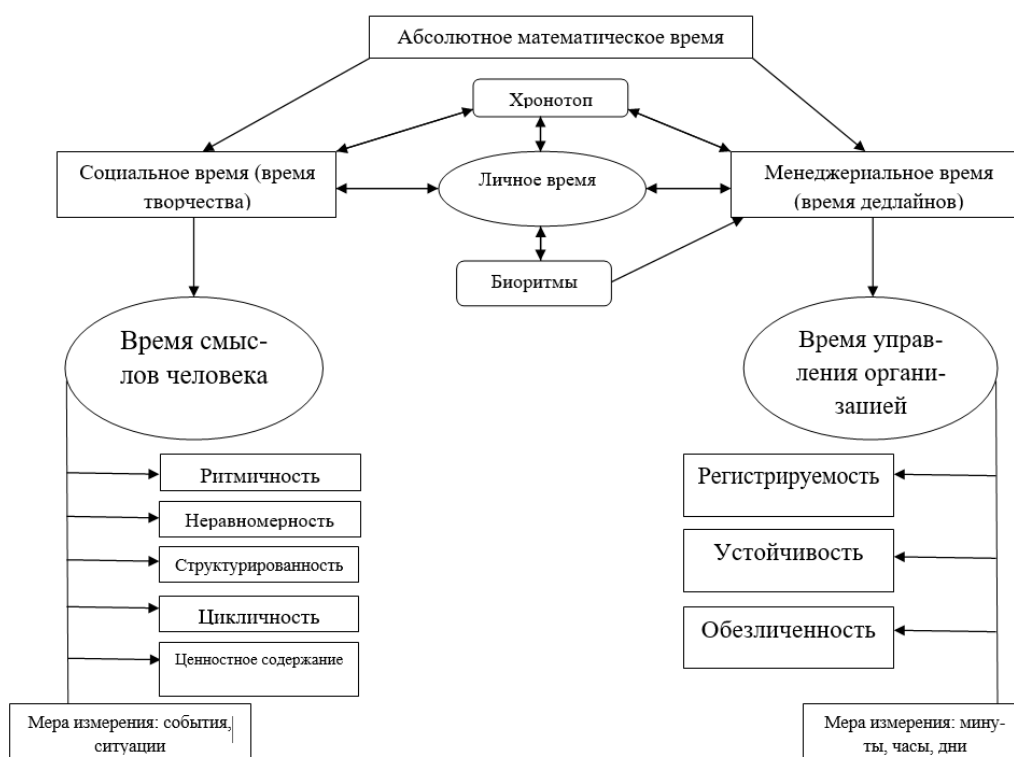 Абсолютное математическое время
Хронотоп
Социальное время (время
творчества)
Личное время
Менеджериальное время
(время дедлайнов)
Биоритмы
Время смыс-
лов человека
Время управ-
ления органи-
зацией
Ритмичность
Неравномерность
Структурированность
Цикличность
Ценностное содержание
Регистрируемость
Устойчивость
Обезличенность
Мера измерения: события,
ситуации
Мера измерения: мину-
ты, часы, дни